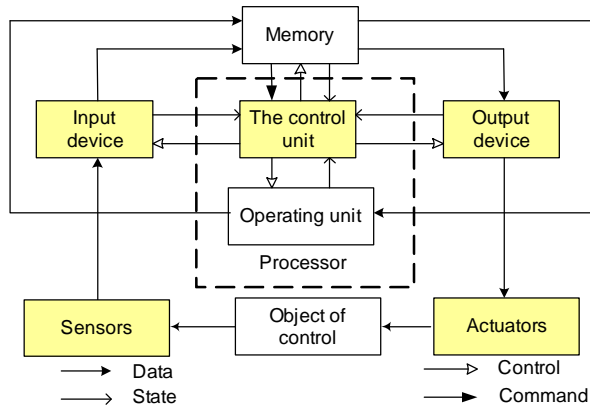 Memory
Input
device
The control
unit
Output
device
Operating unit
Processor
Sensors
Object of
control
Actuators
Data
State
Control
Command